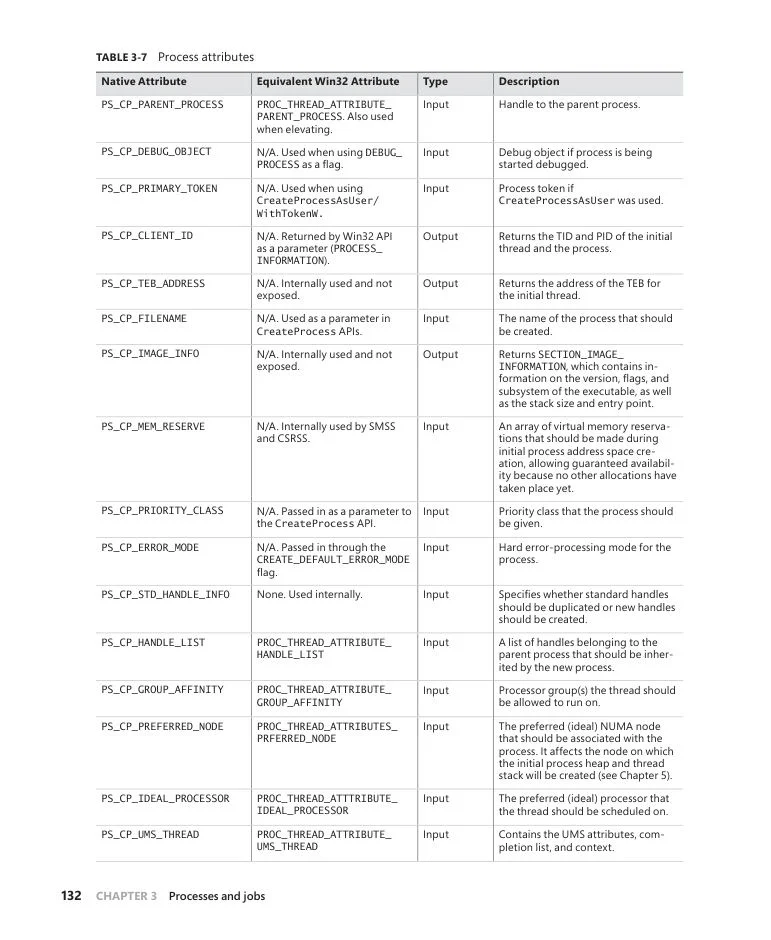 TABLE 3-7 Process attributes
Native Attribute Equivalent Win32 Attribute Type Description
PS_CP_PARENT_PROCESS PROC_THREAD_ATTRIBUTE_ Input Handle to the parent process.
PARENT_PROCESS. Also used
when elevating.
PS_CP_DEBUG_OBJECT N/A. Used when using DEBUG_ Input Debug object if process is being
PROCESS as a flag. started debugged.
PS_CP_PRIMARY_TOKEN N/A. Used when using Input Process token if
CreateProcessAsUser/ CreateProcessAsUser was used.
WithTokenW.
PS_CP_CLIENT_ID N/A. Returned by Win32 API Output Returns the TID and PID of the initial
as a parameter (PROCESS_ thread and the process.
INFORMATION).
PS_CP_TEB_ADDRESS N/A. Internally used and not Output Returns the address of the TEB for
exposed. the initial thread.
PS_CP_FILENAME N/A. Used as a parameter in Input The name of the process that should
CreateProcess APIs. be created.
PS_CP_IMAGE_INFO N/A. Internally used and not Output Returns SECTION_IMAGE_
exposed. INFORMATION, which contains in-
formation on the version, flags, and
subsystem of the executable, as well
as the stack size and entry point.
PS_CP_MEM_RESERVE N/A. Internally used by SMSS Input An array of virtual memory reserva-
and CSRSS. tions that should be made during
initial process address space cre-
ation, allowing guaranteed availabil-
ity because no other allocations have
taken place yet.
PS_CP_PRIORITY_CLASS N/A. Passed in as a parameter to Input Priority class that the process should
the CreateProcess API. be given.
PS_CP_ERROR_MODE N/A. Passed in through the Input Hard error-processing mode for the
CREATE_DEFAULT_ERROR_MODE process.
flag.
PS_CP_STD_HANDLE_INFO None. Used internally. Input Specifies whether standard handles
should be duplicated or new handles
should be created.
PS_CP_HANDLE_LIST PROC_THREAD_ATTRIBUTE_ Input A list of handles belonging to the
HANDLE_LIST parent process that should be inher-
ited by the new process.
PS_CP_GROUP_AFFINITY PROC_THREAD_ATTRIBUTE_ Input Processor group(s) the thread should
GROUP_AFFINITY be allowed to run on.
PS_CP_PREFERRED_NODE PROC_THREAD_ATTRIBUTES_ Input The preferred (ideal) NUMA node
PRFERRED_NODE that should be associated with the
process. It affects the node on which
the initial process heap and thread
stack will be created (see Chapter 5).
PS_CP_IDEAL_PROCESSOR PROC_THREAD_ATTTRIBUTE_ Input The preferred (ideal) processor that
IDEAL_PROCESSOR the thread should be scheduled on.
PS_CP_UMS_THREAD PROC_THREAD_ATTRIBUTE_ Input Contains the UMS attributes, com-
UMS_THREAD pletion list, and context.
132 CHAPTER 3 Processes and jobs